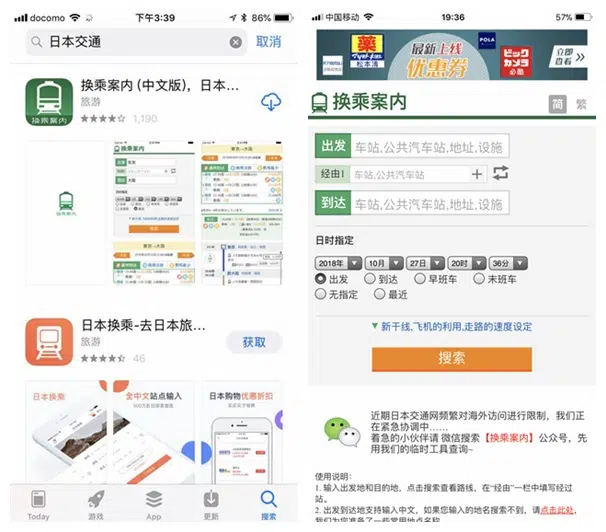 docomo 下午3:39 86%
日本交通 取消
换乘案内
换乘案内 (中文版)，日本...
旅游
1,190
日本换乘-去日本旅...
旅游
46
获取
日本换乘
全中文站点输入
日本购物优惠折扣
Today 游戏 App 更新 搜索
中国移动 19:36 57%
松本清
最新上线
优惠券
POLA
ビックカメラ
必酷
立即
查看
换乘案内 简 繁
出发 车站,公共汽车站,地址,设施
经由1 车站,公共汽车站
到达 车站,公共汽车站,地址,设施
日时指定
2018年 10月 27日 20时 36分
出发 到达 早班车 末班车
无指定 最近
新干线,飞机的利用,走路的速度设定
搜索
近期日本交通网频繁对海外访问进行限制，我们正
在紧急协调中……
着急的小伙伴请 微信搜索【换乘案内】公众号，先
用我们的临时工具查询~
使用说明：
1. 输入出发地和目的地，点击搜索查看路线，在“经由”一栏中填写经过
站。
2. 出发到达地支持输入中文，如果您输入的地名搜索不到，请点击此处，
我们为您准备了一些常用地点名称